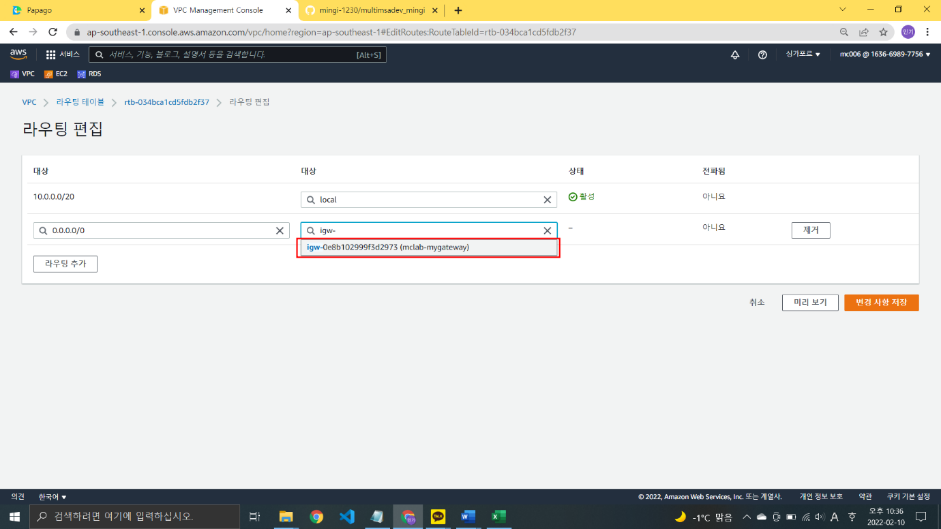 Papago
VPC Management Console
mingi-1230/multimsadev_mingi
ap-southeast-1.console.aws.amazon.com/vpc/home?region=ap-southeast-1#EditRoutes:RouteTableId=rtb-034bca1cd5fdb2f37
민기
aws
서비스
서비스, 기능, 블로그, 설명서 등을 검색합니다.
[Alt+S]
싱가포르
mc006 @ 1636-6989-7756
VPC
EC2
RDS
VPC
라우팅 테이블
rtb-034bca1cd5fdb2f37
라우팅 편집
라우팅 편집
대상
대상
상태
전파됨
10.0.0.0/20
local
활성
아니요
0.0.0.0/0
igw-
–
아니요
제거
igw-0e8b102999f3d2973 (mclab-mygateway)
라우팅 추가
취소
미리 보기
변경 사항 저장
의견
한국어
© 2022, Amazon Web Services, Inc. 또는 계열사.
개인 정보 보호
약관
쿠키 기본 설정
검색하려면 여기에 입력하십시오.
TALK
-1°C 맑음
A
오후 10:36
2022-02-10